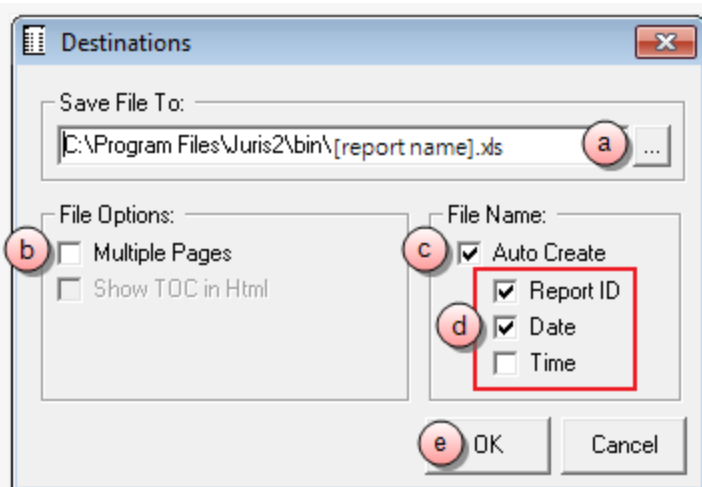 Destinations
Save File To:
C:\Program Files\Juris2\bin\[report name].xls
a
...
File Options:
File Name:
b
Multiple Pages
c
Auto Create
Show TOC in Html
Report ID
d
Date
Time
e
OK
Cancel